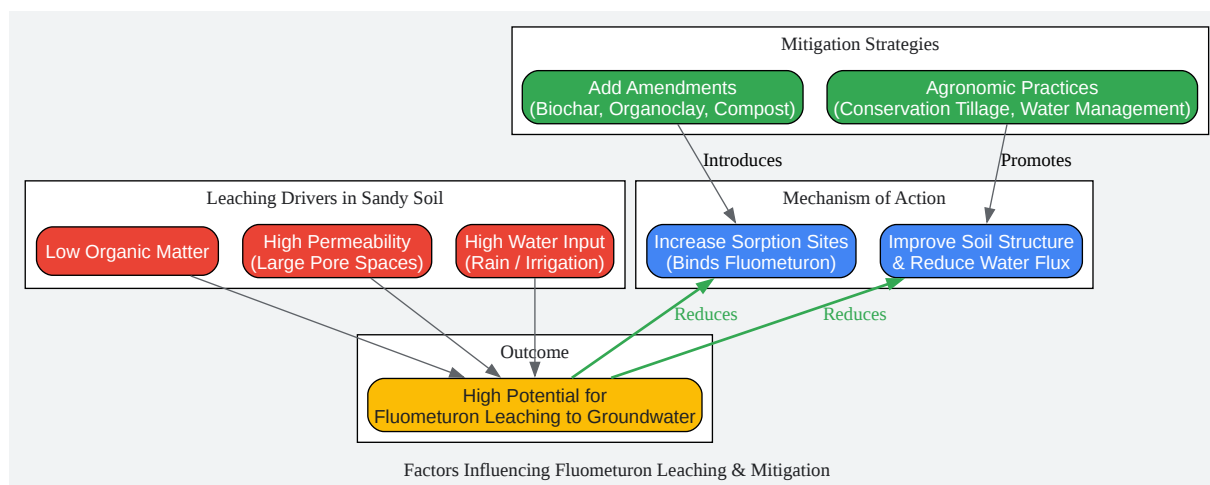 Mitigation Strategies
Add Amendments
(Biochar, Organoclay, Compost)
Agronomic Practices
(Conservation Tillage, Water Management)
Introduces
Promotes
Leaching Drivers in Sandy Soil
Low Organic Matter
High Permeability
(Large Pore Spaces)
High Water Input
(Rain / Irrigation)
Mechanism of Action
Increase Sorption Sites
(Binds Fluometuron)
Improve Soil Structure
& Reduce Water Flux
Reduces
Reduces
Outcome
High Potential for
Fluometuron Leaching to Groundwater
Factors Influencing Fluometuron Leaching & Mitigation